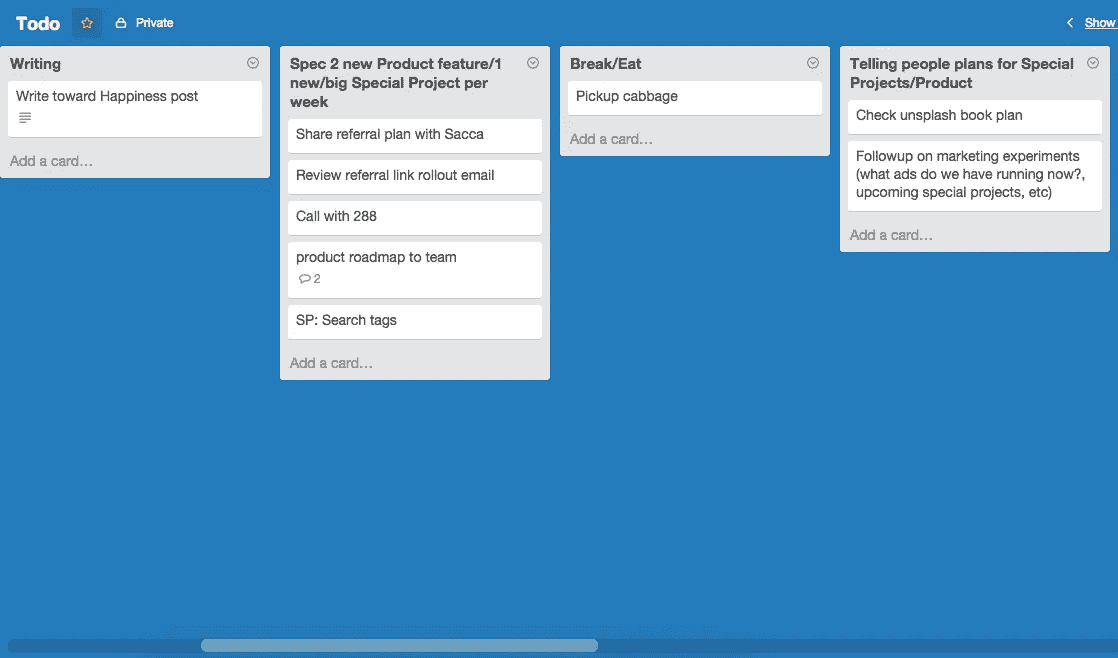 Todo
Private
Show
Writing
Write toward Happiness post
Add a card…
Spec 2 new Product feature/1
new/big Special Project per
week
Share referral plan with Sacca
Review referral link rollout email
Call with 288
product roadmap to team
2
SP: Search tags
Add a card…
Break/Eat
Pickup cabbage
Add a card…
Telling people plans for Special
Projects/Product
Check unsplash book plan
Followup on marketing experiments
(what ads do we have running now?,
upcoming special projects, etc)
Add a card…